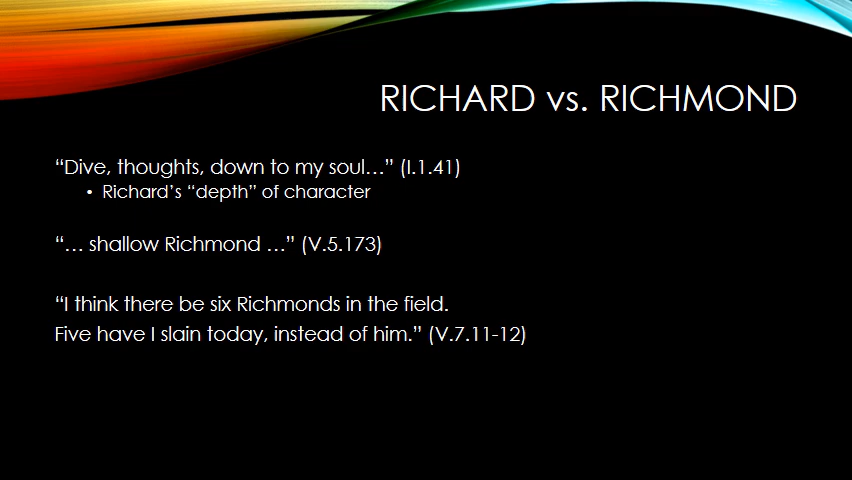 RICHARD vs. RICHMOND
“Dive, thoughts, down to my soul…” (I.1.41)
• Richard’s “depth” of character
“… shallow Richmond …” (V.5.173)
“I think there be six Richmonds in the field.
Five have I slain today, instead of him.” (V.7.11-12)